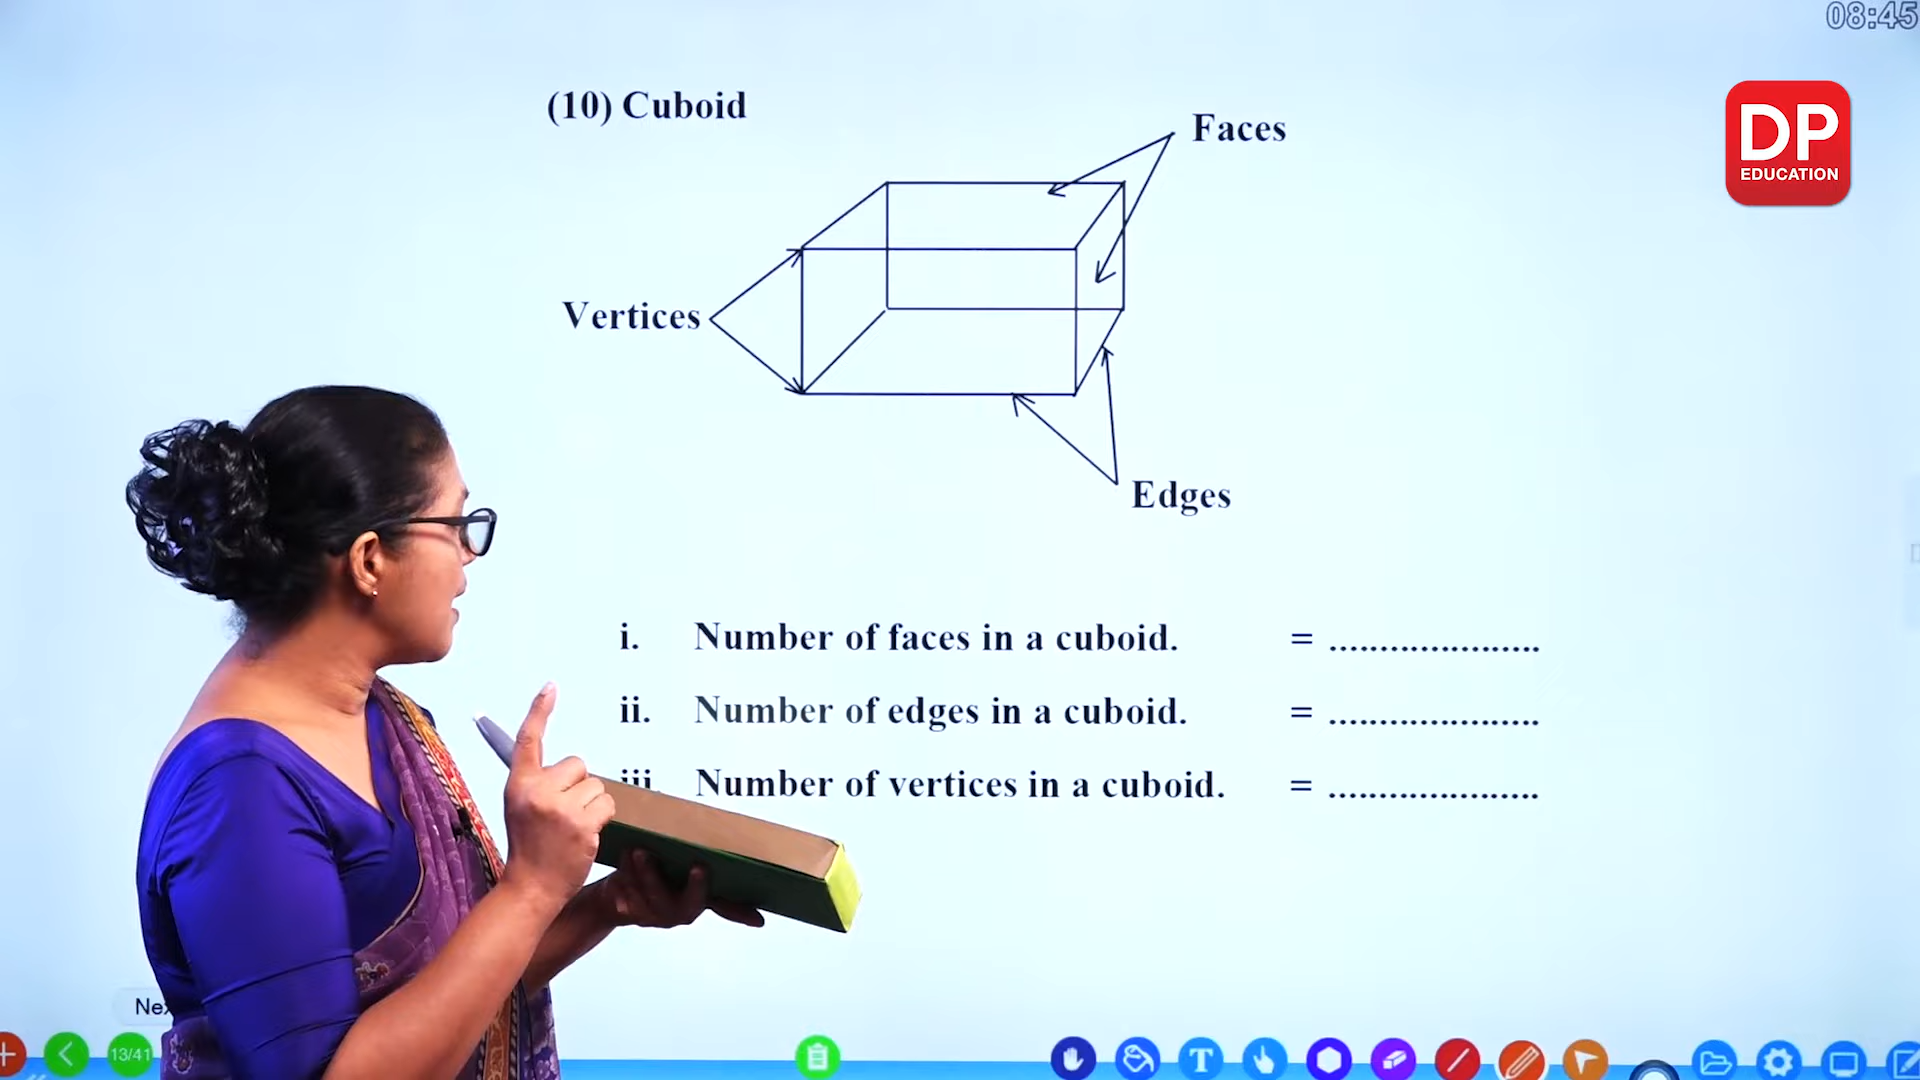 08:45
(10) Cuboid
Faces
DP
EDUCATION
Vertices
Edges
i. Number of faces in a cuboid. = .....................
ii. Number of edges in a cuboid. = .....................
iii. Number of vertices in a cuboid. = .....................
13/41
T